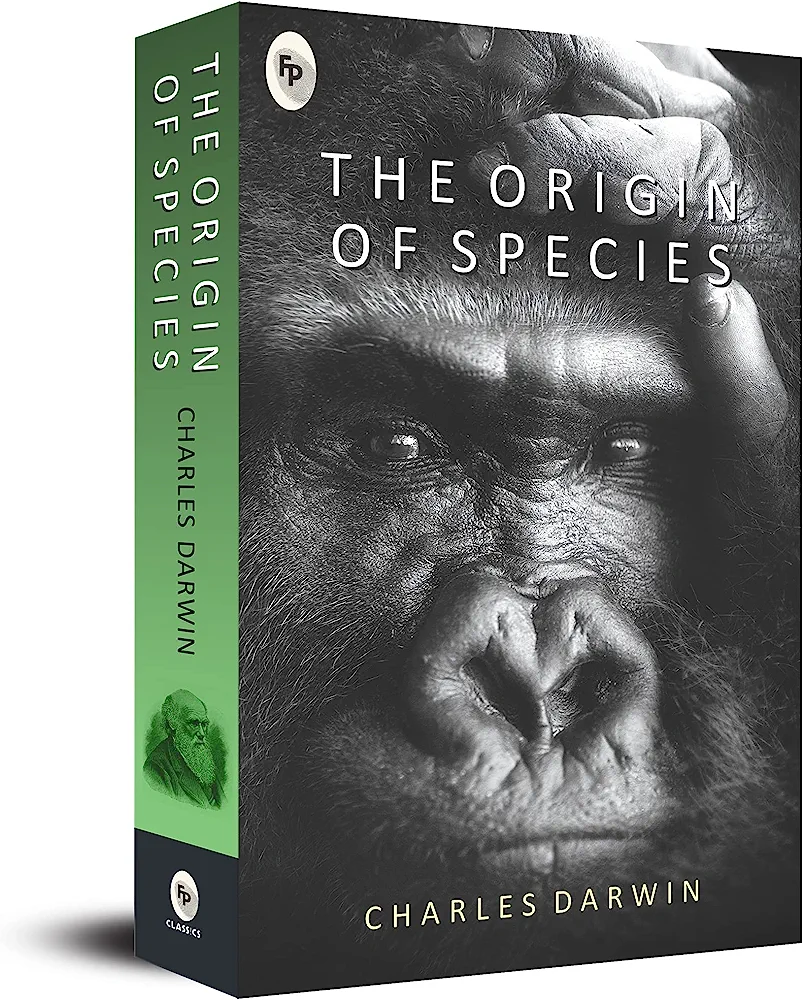 THE ORIGIN
OF SPECIES
CHARLES DARWIN
FP
CLASSICS
FP
THE ORIGIN
OF SPECIES
CHARLES DARWIN